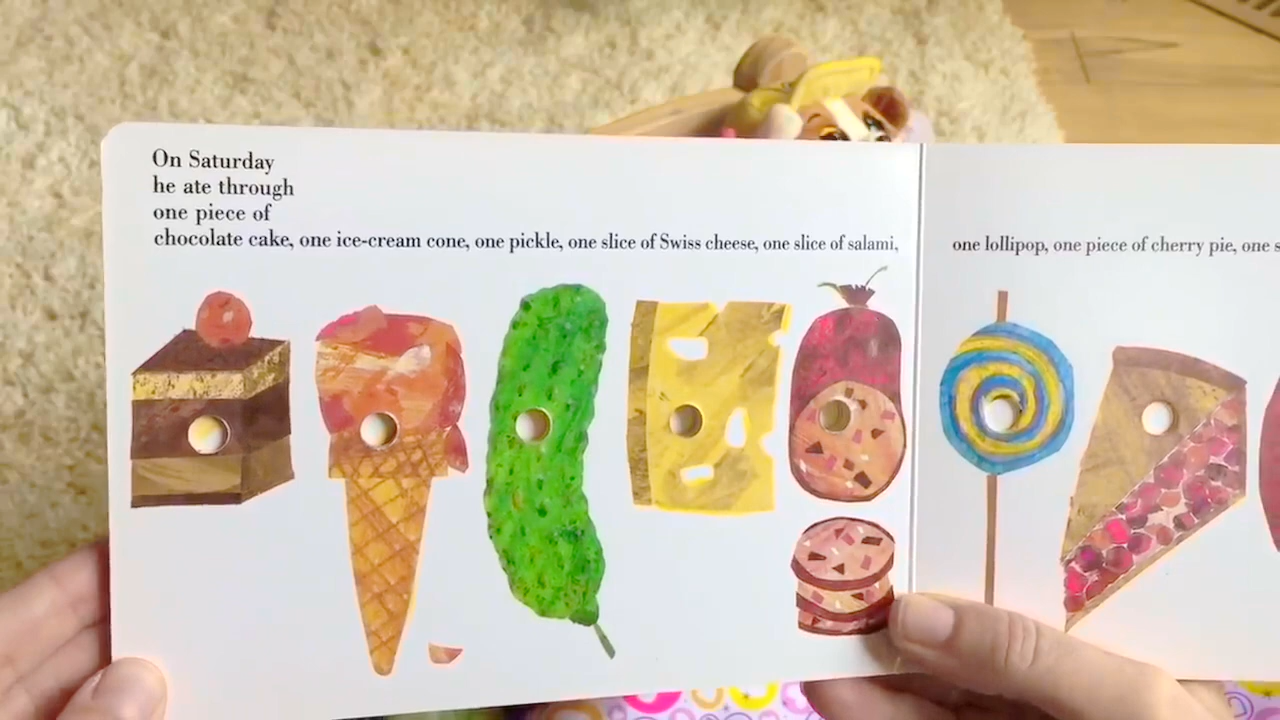 On Saturday
he ate through
one piece of
chocolate cake, one ice-cream cone, one pickle, one slice of Swiss cheese, one slice of salami,
one lollipop, one piece of cherry pie, one